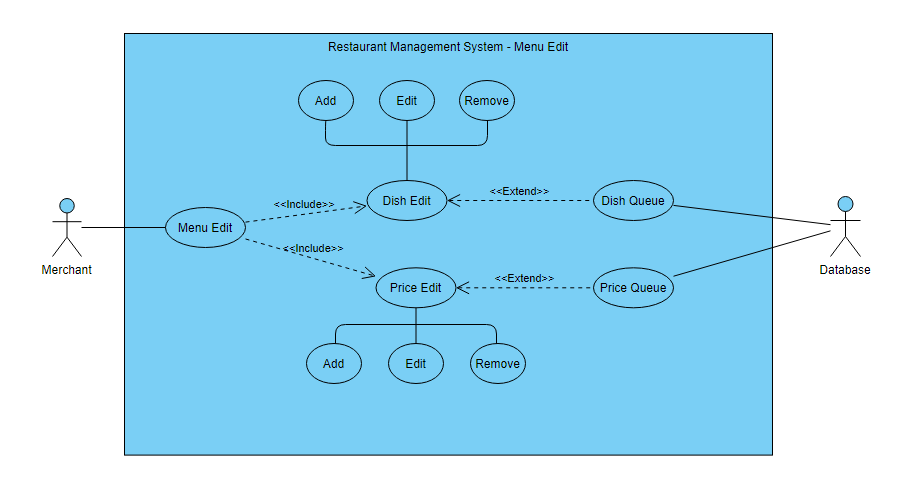 Restaurant Management System - Menu Edit
Add
Edit
Remove
<<Include>>
Dish Edit
<<Extend>>
Dish Queue
Menu Edit
<<Include>>
Merchant
Database
Price Edit
<<Extend>>
Price Queue
Add
Edit
Remove